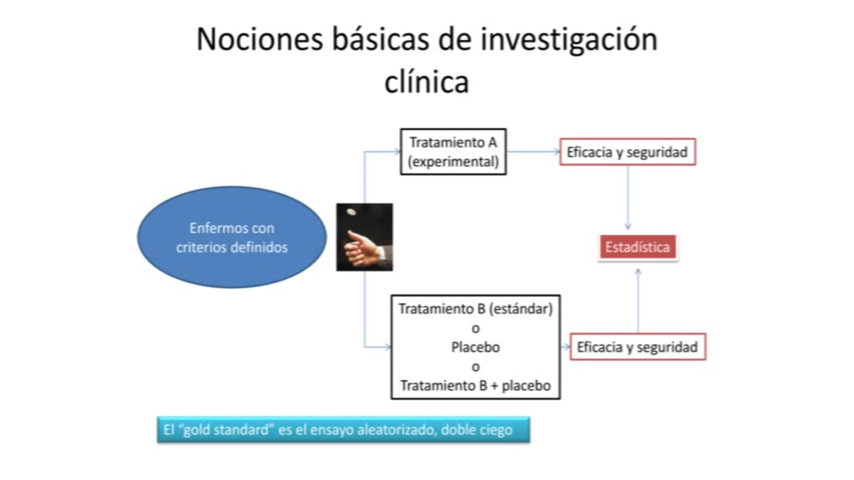 Nociones básicas de investigación
clínica
Tratamiento A
(experimental)
Eficacia y seguridad
Enfermos con
criterios definidos
Estadística
Tratamiento B (estándar)
o
Placebo
o
Tratamiento B + placebo
Eficacia y seguridad
El "gold standard" es el ensayo aleatorizado, doble ciego